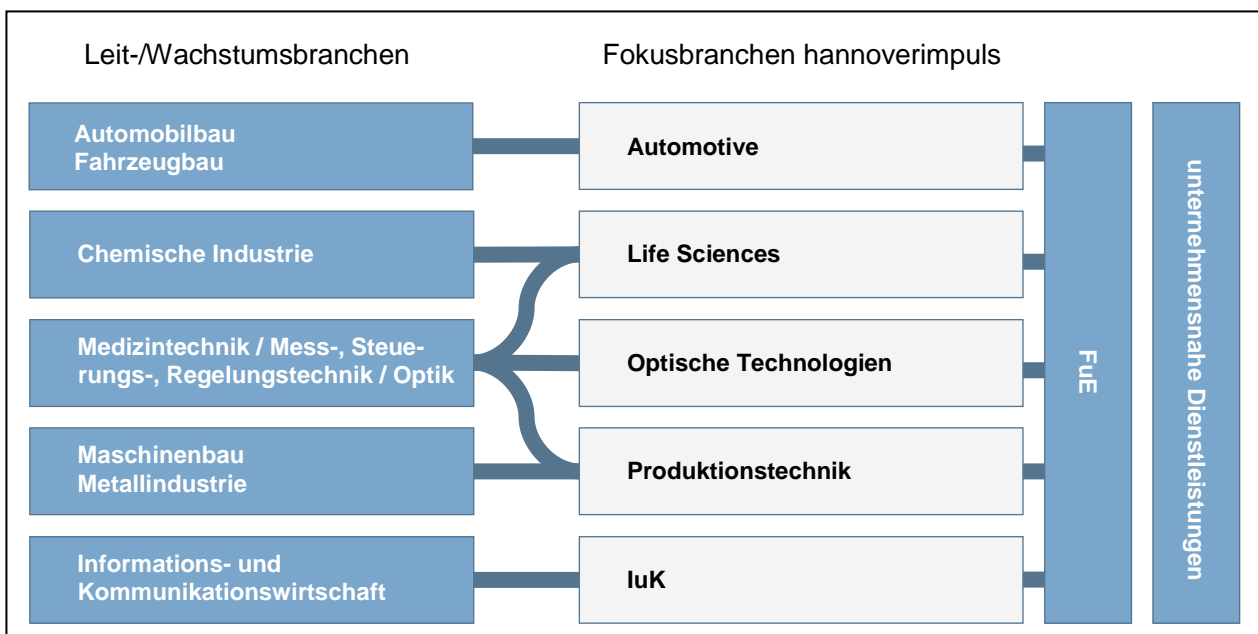 Leit-/Wachstumsbranchen
Fokusbranchen hannoverimpuls
Automobilbau
Fahrzeugbau
Automotive
Chemische Industrie
Life Sciences
Medizintechnik / Mess-, Steue-
rungs-, Regelungstechnik / Optik
Optische Technologien
Maschinenbau
Metallindustrie
Produktionstechnik
Informations- und
Kommunikationswirtschaft
IuK
FuE
unternehmensnahe Dienstleistungen